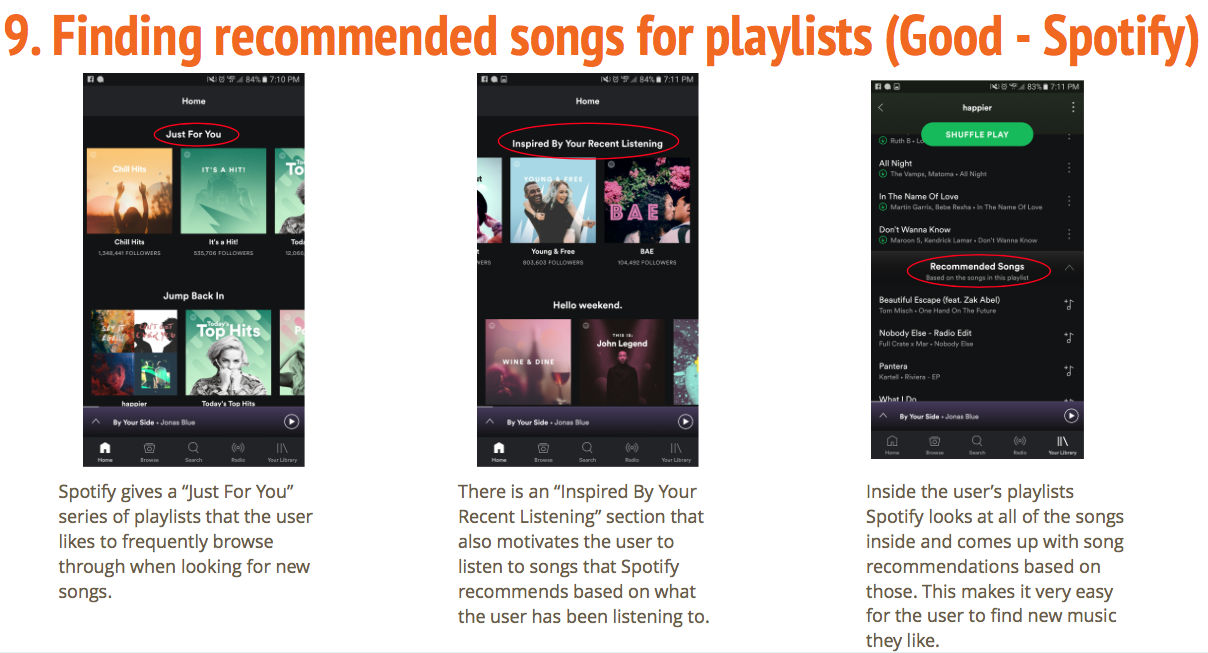 9. Finding recommended songs for playlists (Good - Spotify)
84% 7:10 PM
Home
Just For You
Chill Hits
IT'S A HIT!
To
Chill Hits
It's a Hit!
Toda
1,348,441 FOLLOWERS
535,706 FOLLOWERS
12,086,
Jump Back In
Today's
Top Hits
happier
Today's Top Hits
By Your Side • Jonas Blue
Home
Browse
Search
Radio
Your Library
Spotify gives a “Just For You”
series of playlists that the user
likes to frequently browse
through when looking for new
songs.
84% 7:11 PM
Home
Inspired By Your Recent Listening
YOUNG & FREE
BAE
Young & Free
BAE
WERS
603,603 FOLLOWERS
104,492 FOLLOWERS
Hello weekend.
WINE & DINE
THIS IS:
John Legend
By Your Side • Jonas Blue
Home
Browse
Search
Radio
Your Library
There is an “Inspired By Your
Recent Listening” section that
also motivates the user to
listen to songs that Spotify
recommends based on what
the user has been listening to.
83% 7:11 PM
happier
SHUFFLE PLAY
Ruth B • Lo
All Night
The Vamps, Matoma • All Night
In The Name Of Love
Martin Garrix, Bebe Rexha • In The Name Of Love
Don't Wanna Know
Maroon 5, Kendrick Lamar • Don't Wanna Know
Recommended Songs
Based on the songs in this playlist
Beautiful Escape (feat. Zak Abel)
Tom Misch • One Hand On The Future
Nobody Else - Radio Edit
Full Crate x Mar • Nobody Else
Pantera
Kartell • Riviera - EP
What I Do
By Your Side • Jonas Blue
Home
Browse
Search
Radio
Your Library
Inside the user’s playlists
Spotify looks at all of the songs
inside and comes up with song
recommendations based on
those. This makes it very easy
for the user to find new music
they like.